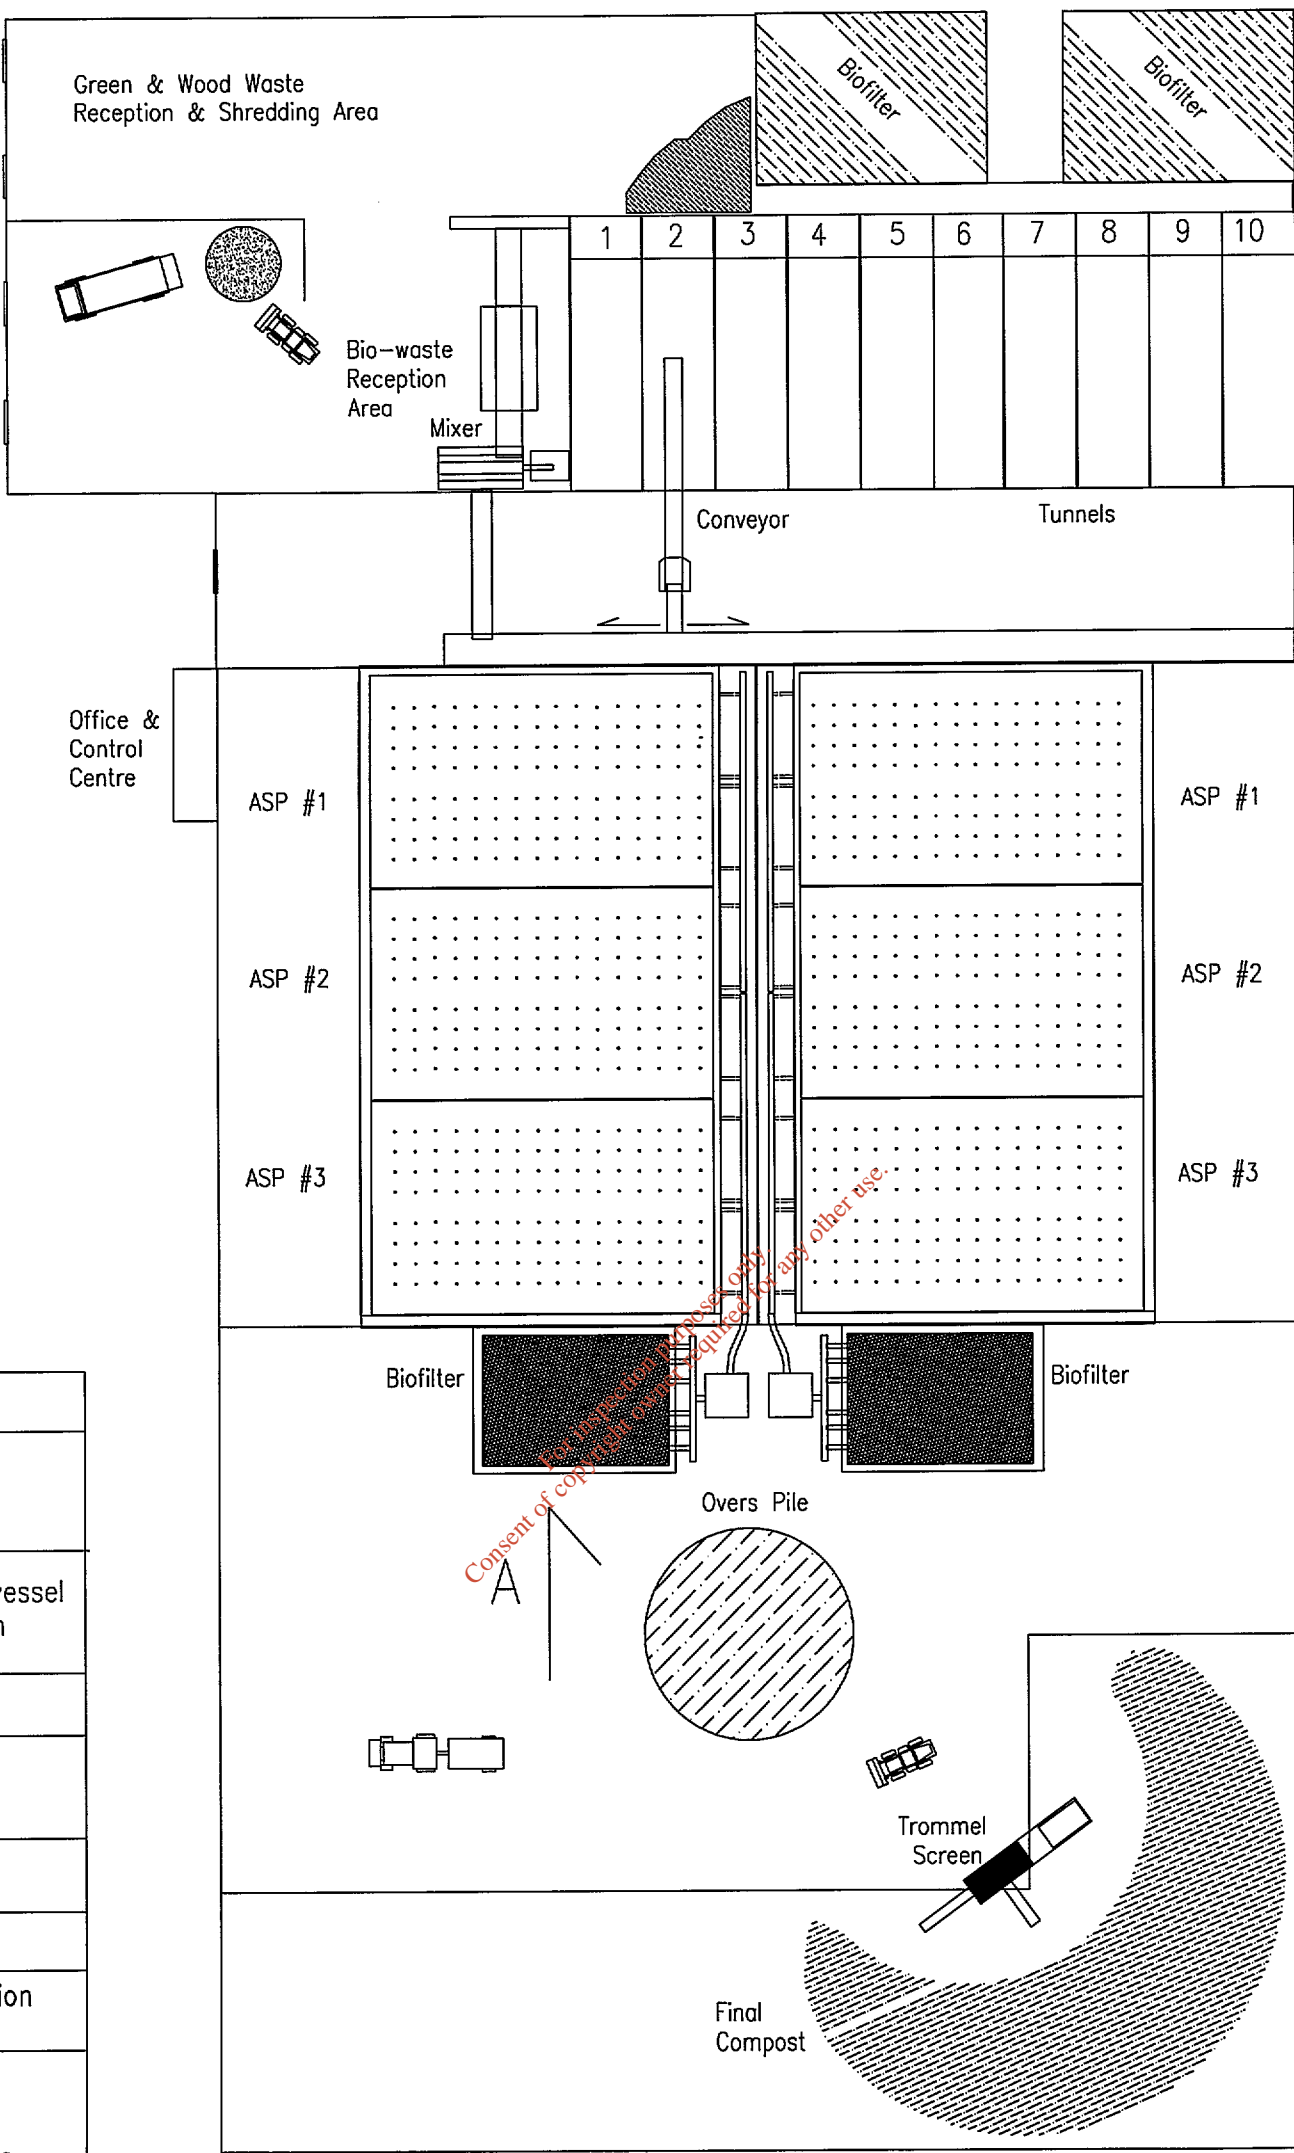 Green & Wood Waste
Reception & Shredding Area
Biofilter
Biofilter
1 2 3 4 5 6 7 8 9 10
Bio-waste
Reception
Area
Mixer
Conveyor
Tunnels
Office &
Control
Centre
ASP #1
ASP #1
ASP #2
ASP #2
ASP #3
ASP #3
For inspection purposes only.
Consent of copyright owner required for any other use.
Biofilter
Biofilter
Overs Pile
A
essel
Trommel
Screen
ion
Final
Compost